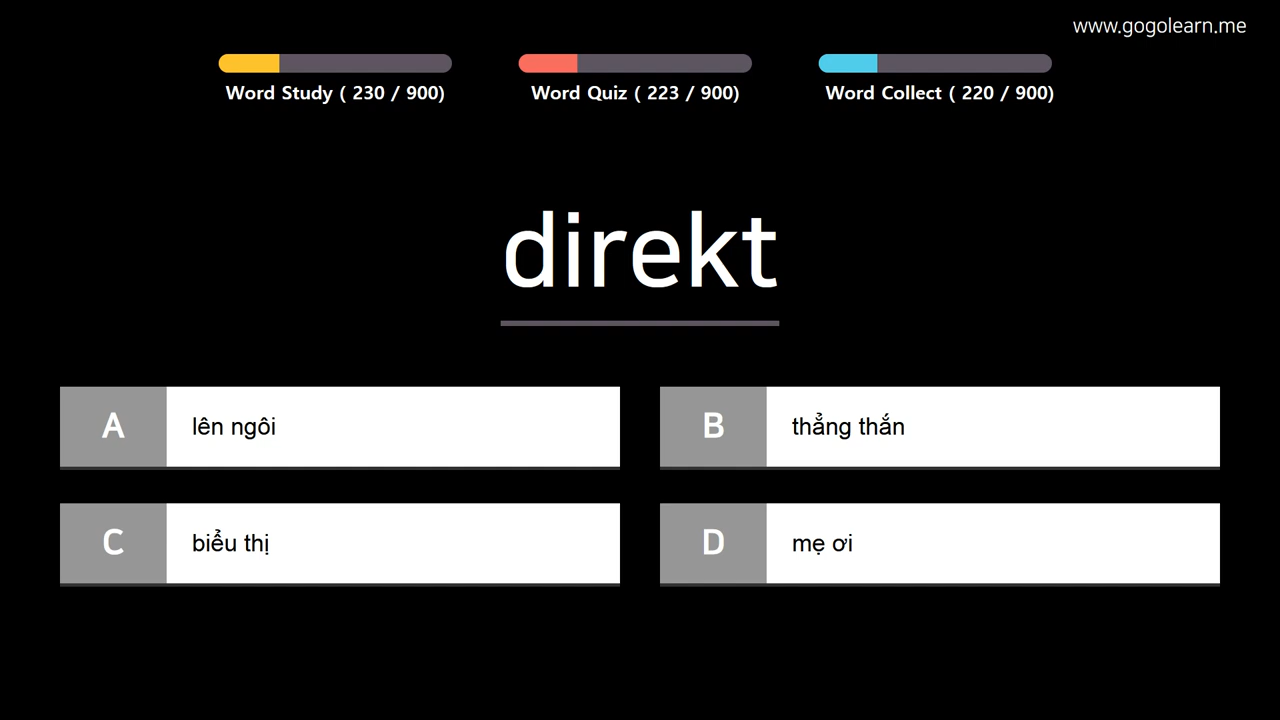 www.gogolearn.me
Word Study ( 230 / 900)
Word Quiz ( 223 / 900)
Word Collect ( 220 / 900)
direkt
A
lên ngôi
B
thẳng thắn
C
biểu thị
D
mẹ ơi